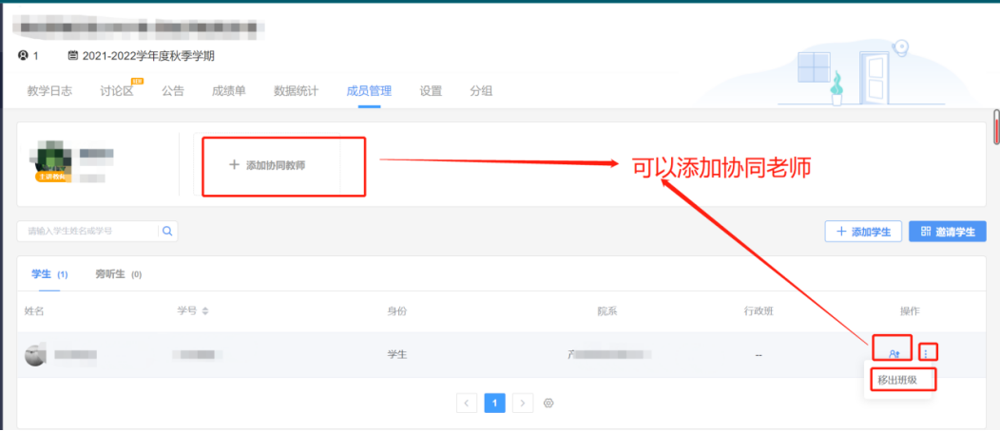 1 2021-2022学年度秋季学期
教学日志 讨论区 公告 成绩单 数据统计 成员管理 设置 分组
主讲教师
+ 添加协同教师
可以添加协同老师
请输入学生姓名或学号
+ 添加学生 邀请学生
学生 (1) 旁听生 (0)
姓名 学号 身份 院系 行政班 操作
学生 --
移出班级
< 1 >